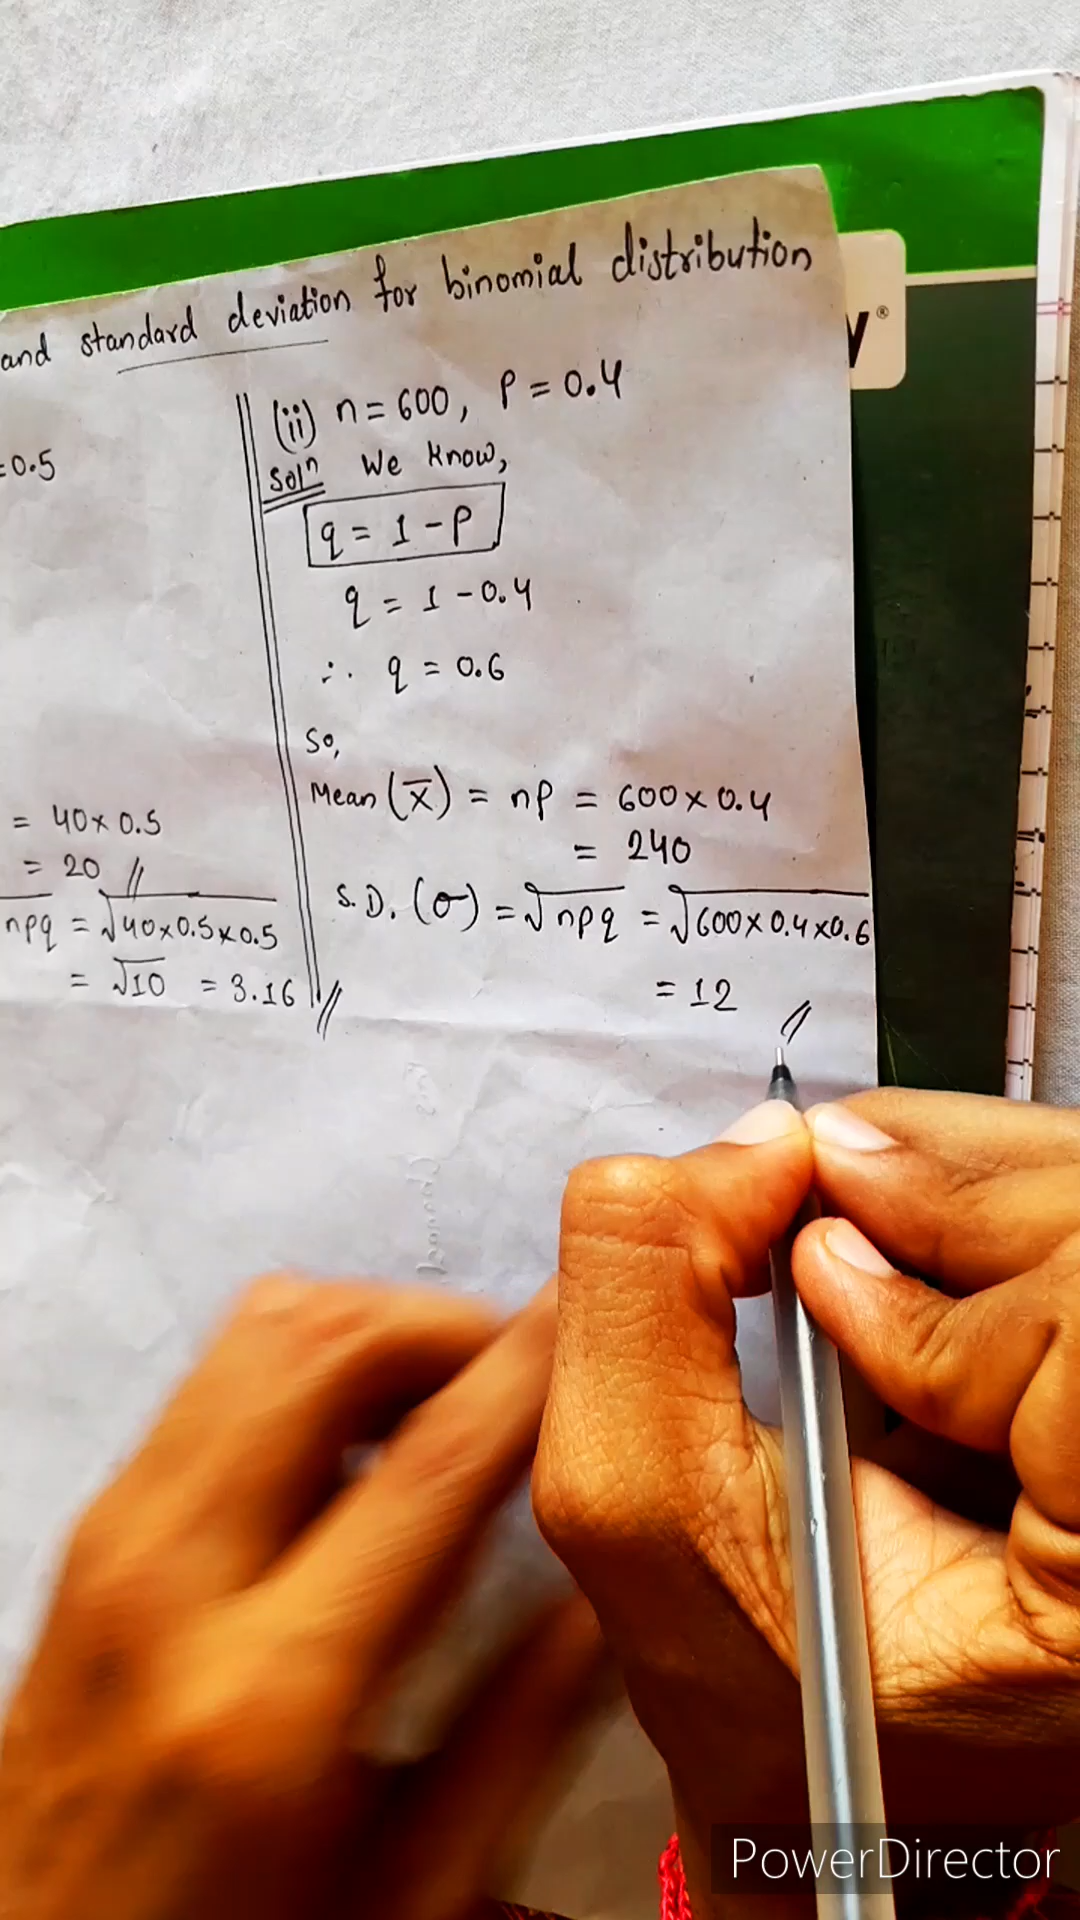 and standard deviation for binomial distribution
=0.5
= 40×0.5
= 20 //
npq = √40×0.5×0.5
= √10 = 3.16 //
(ii) n=600, P=0.4
Solⁿ We Know,
q = 1-P
q = 1-0.4
∴ q = 0.6
So,
Mean (x̅) = np = 600×0.4
= 240
S.D. (σ) = √npq = √600×0.4×0.6
= 12 //
y®
PowerDirector